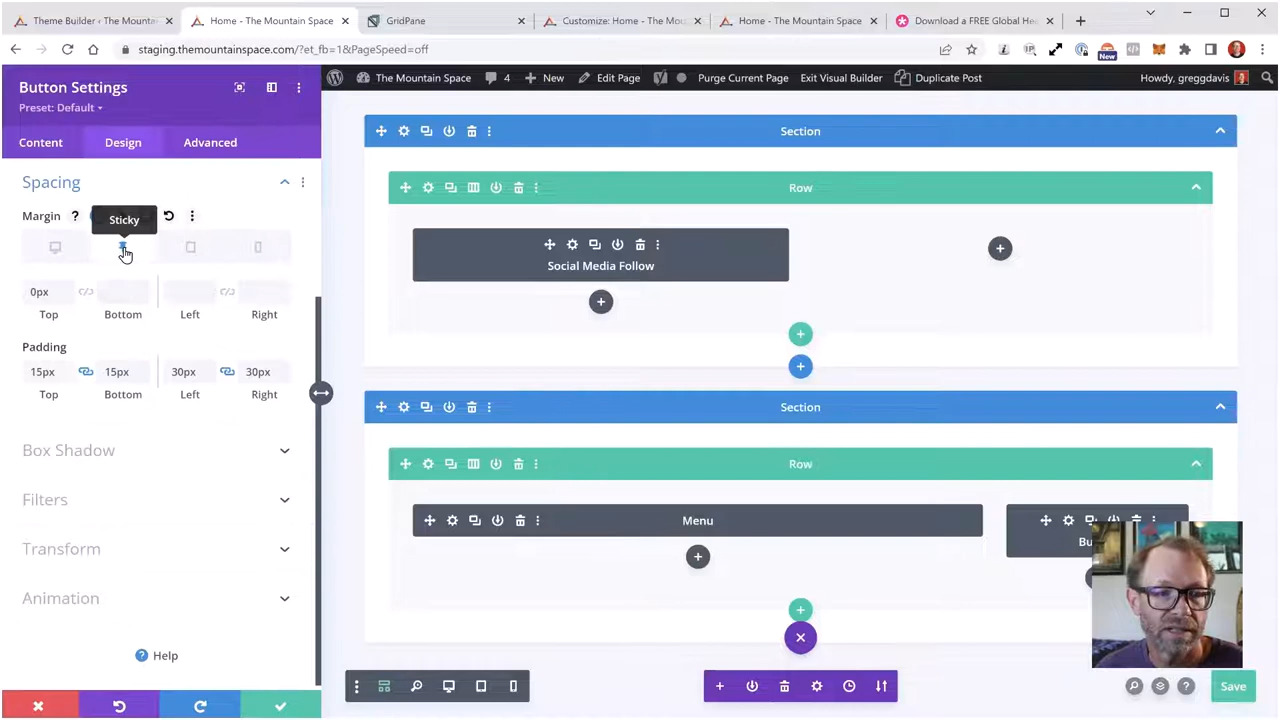 Theme Builder ‹ The Mountain
Home - The Mountain Space
GridPane
Customize: Home - The Mou
Home - The Mountain Space
Download a FREE Global He
staging.themountainspace.com/?et_fb=1&PageSpeed=off
New
The Mountain Space
4
New
Edit Page
Purge Current Page
Exit Visual Builder
Duplicate Post
Howdy, greggdavis
Button Settings
Preset: Default
Content
Design
Advanced
Spacing
Margin
?
Sticky
0px
Top
Bottom
Left
Right
Padding
15px
15px
30px
30px
Top
Bottom
Left
Right
Box Shadow
Filters
Transform
Animation
? Help
Section
Row
Social Media Follow
Section
Row
Menu
Bu
?
Save